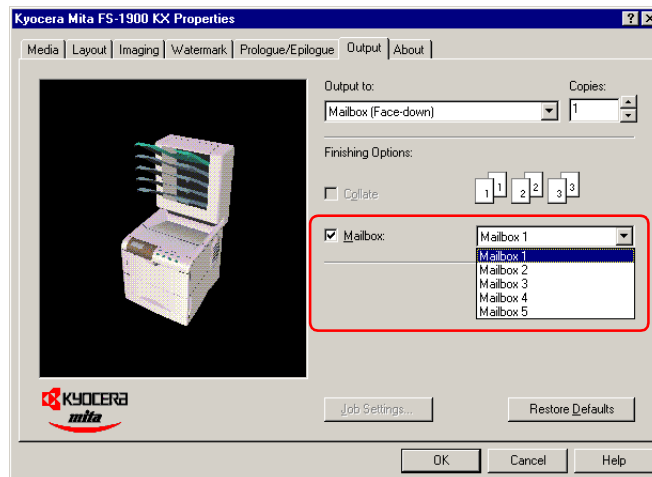 Kyocera Mita FS-1900 KX Properties
Media Layout Imaging Watermark Prologue/Epilogue Output About
Output to: Copies:
Mailbox (Face-down) 1
Finishing Options:
Collate 1 1 2 2 3 3
Mailbox: Mailbox 1
Mailbox 1
Mailbox 2
Mailbox 3
Mailbox 4
Mailbox 5
KYOCERA
mita
Job Settings... Restore Defaults
OK Cancel Help